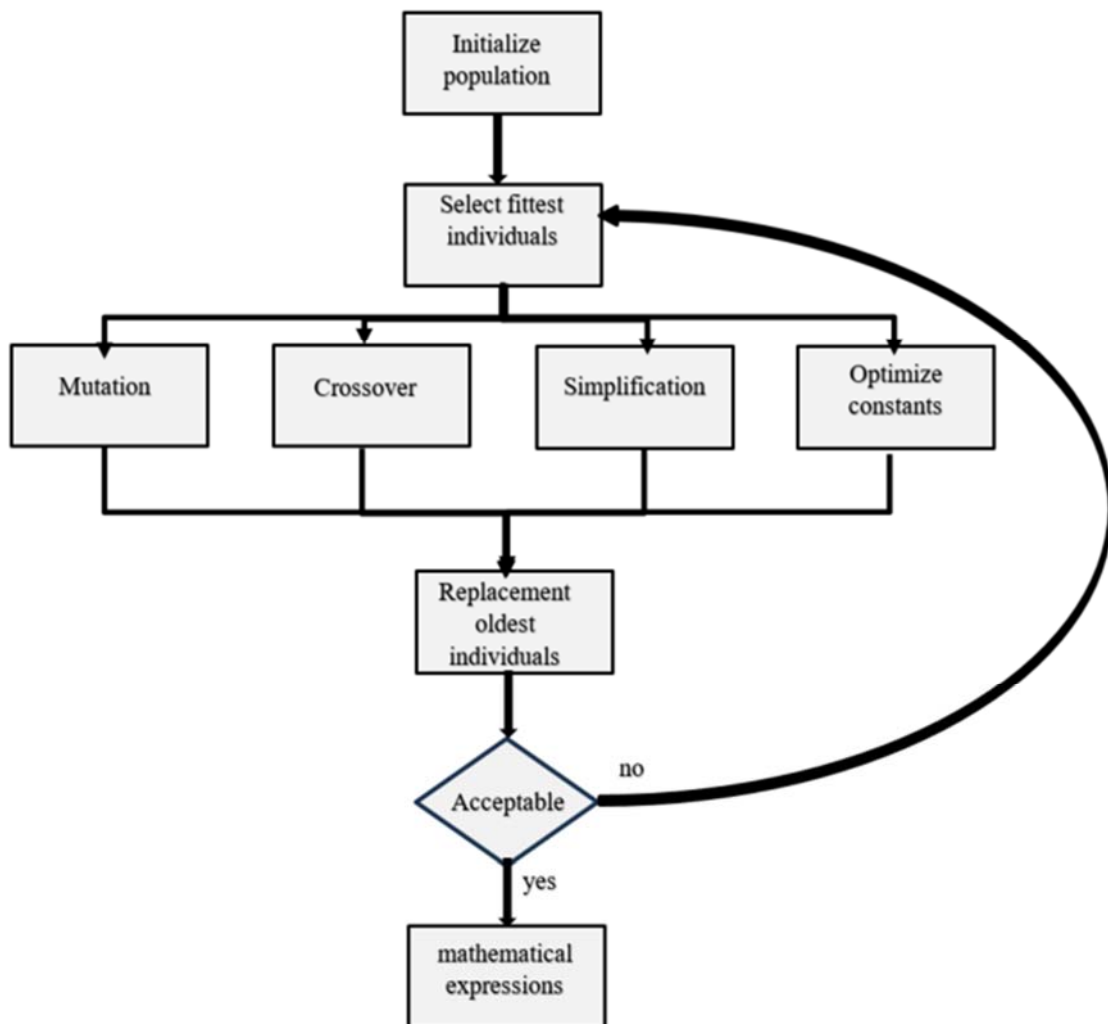 Initialize
population
Select fittest
individuals
Mutation
Crossover
Simplification
Optimize
constants
Replacement
oldest
individuals
Acceptable
no
yes
mathematical
expressions